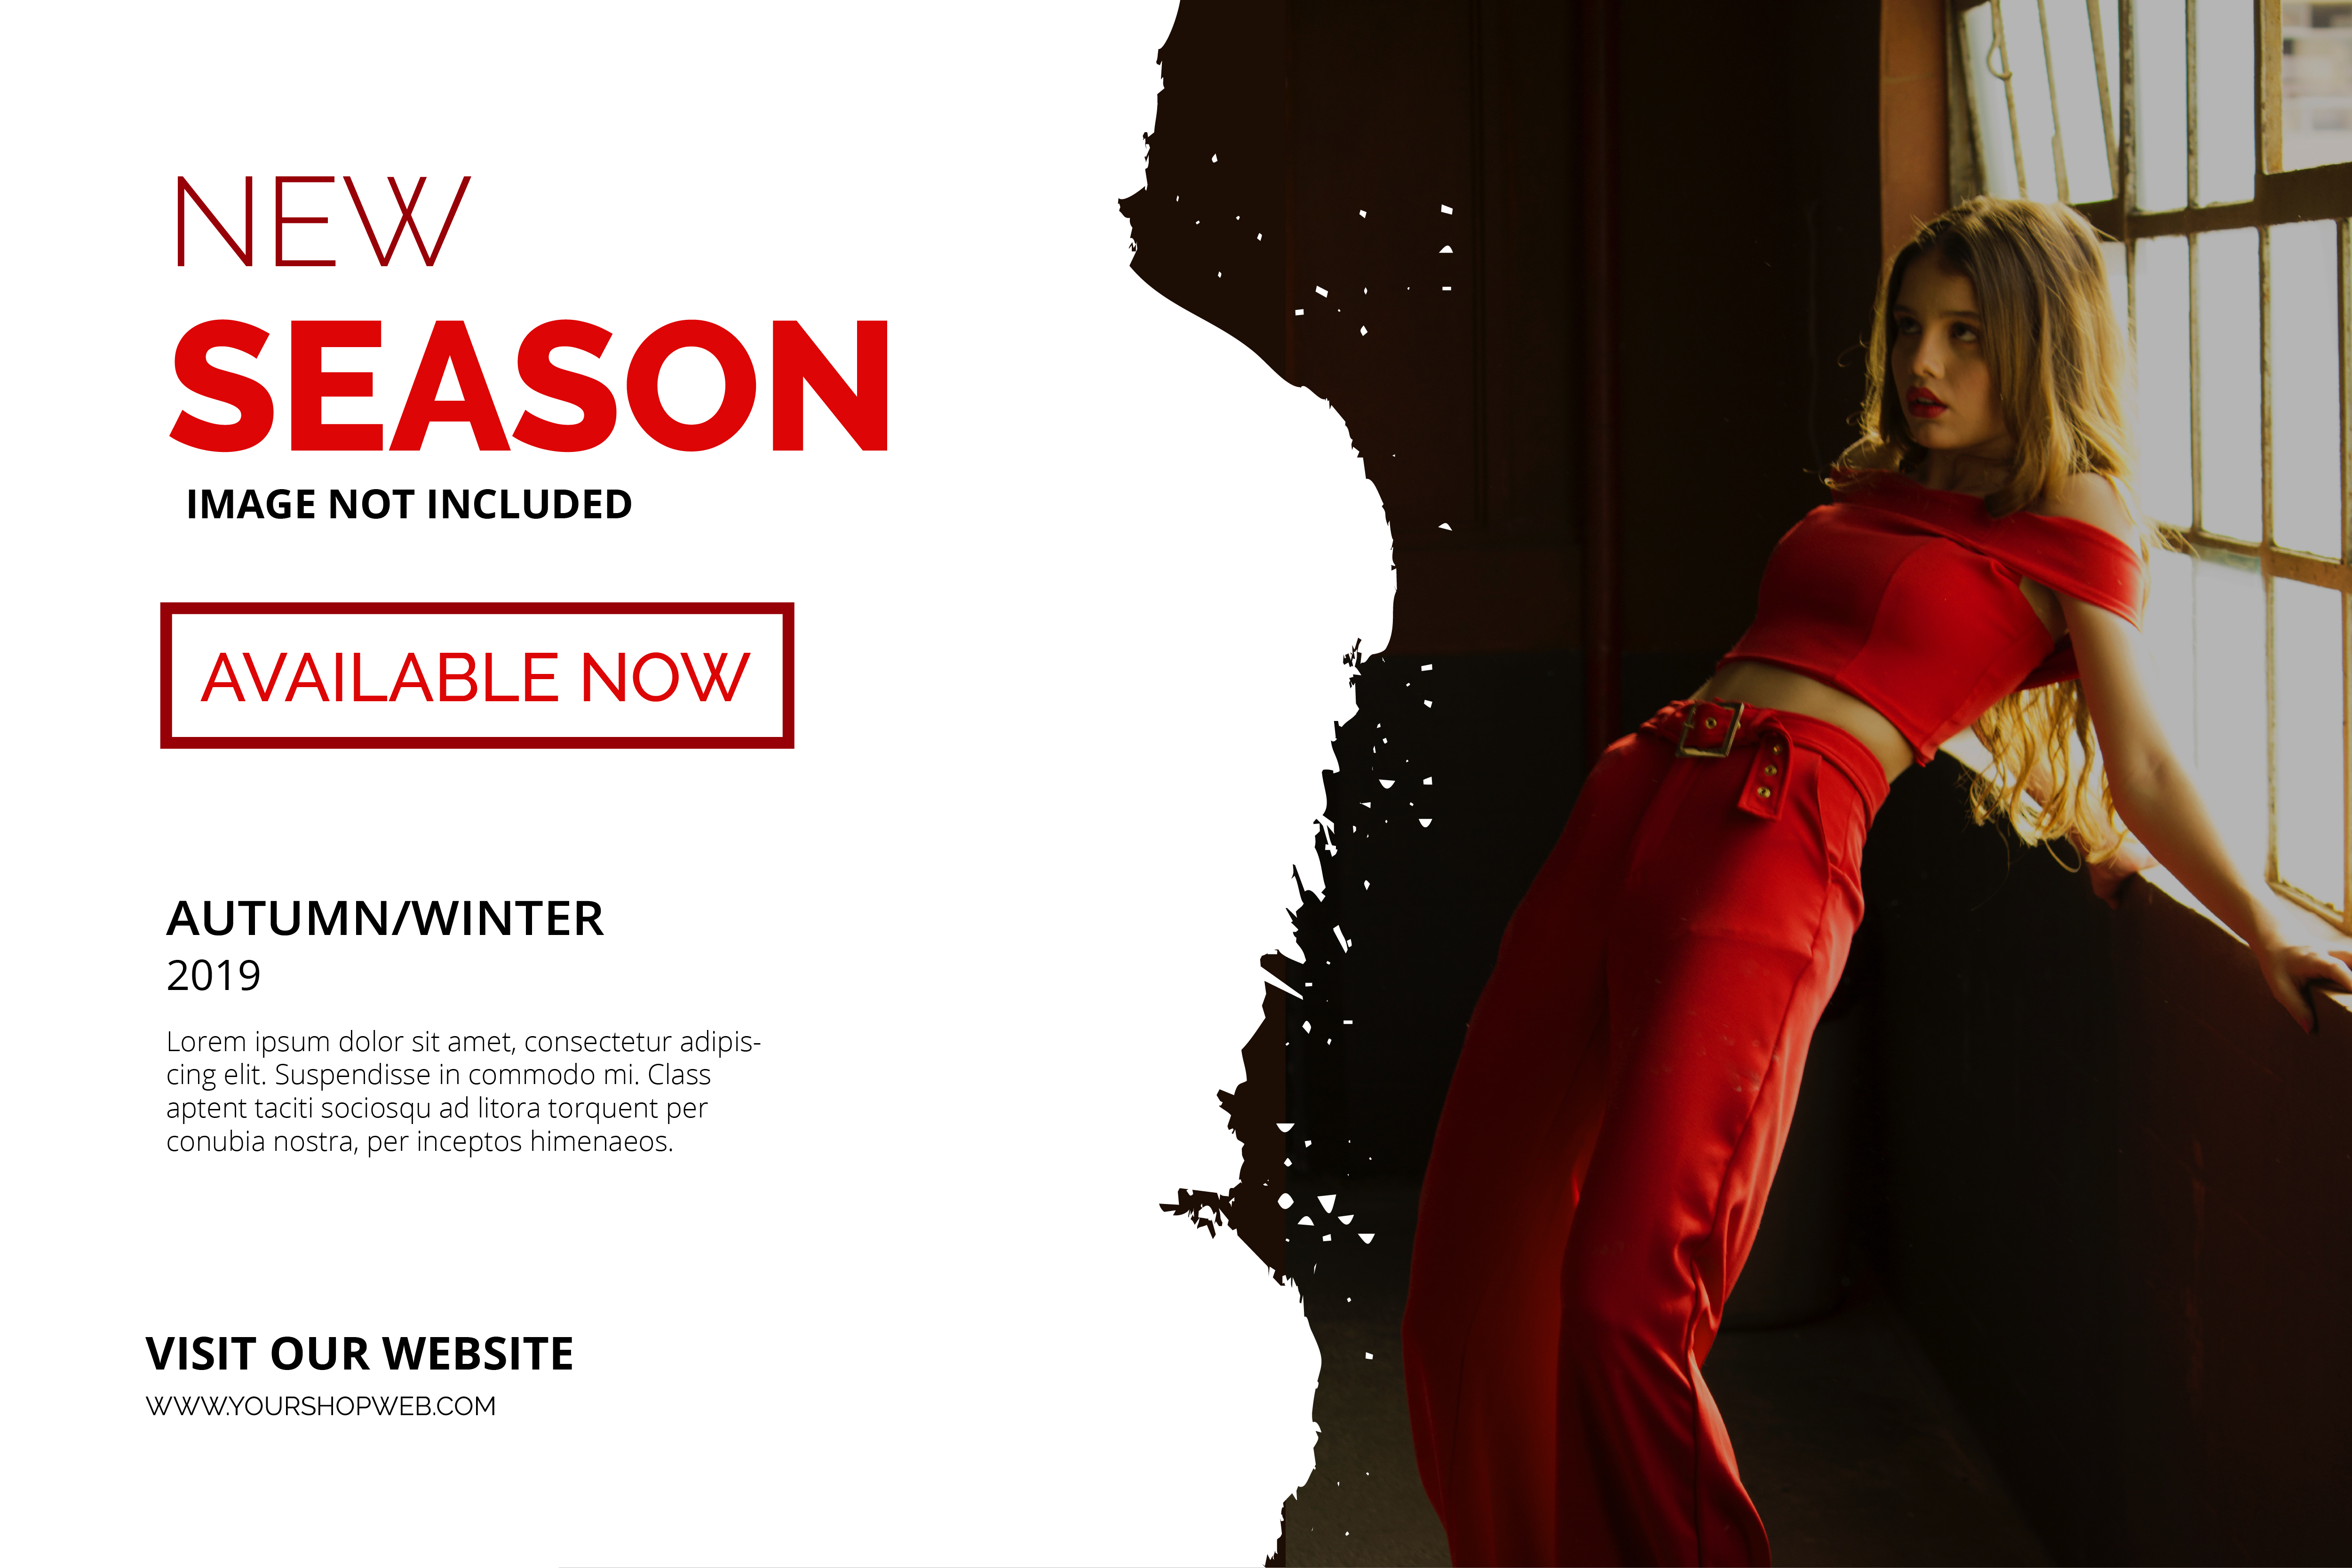 NEW
SEASON
IMAGE NOT INCLUDED
AVAILABLE NOW
AUTUMN/WINTER
2019
Lorem ipsum dolor sit amet, consectetur adipis-
cing elit. Suspendisse in commodo mi. Class
aptent taciti sociosqu ad litora torquent per
conubia nostra, per inceptos himenaeos.
VISIT OUR WEBSITE
WWW.YOURSHOPWEB.COM